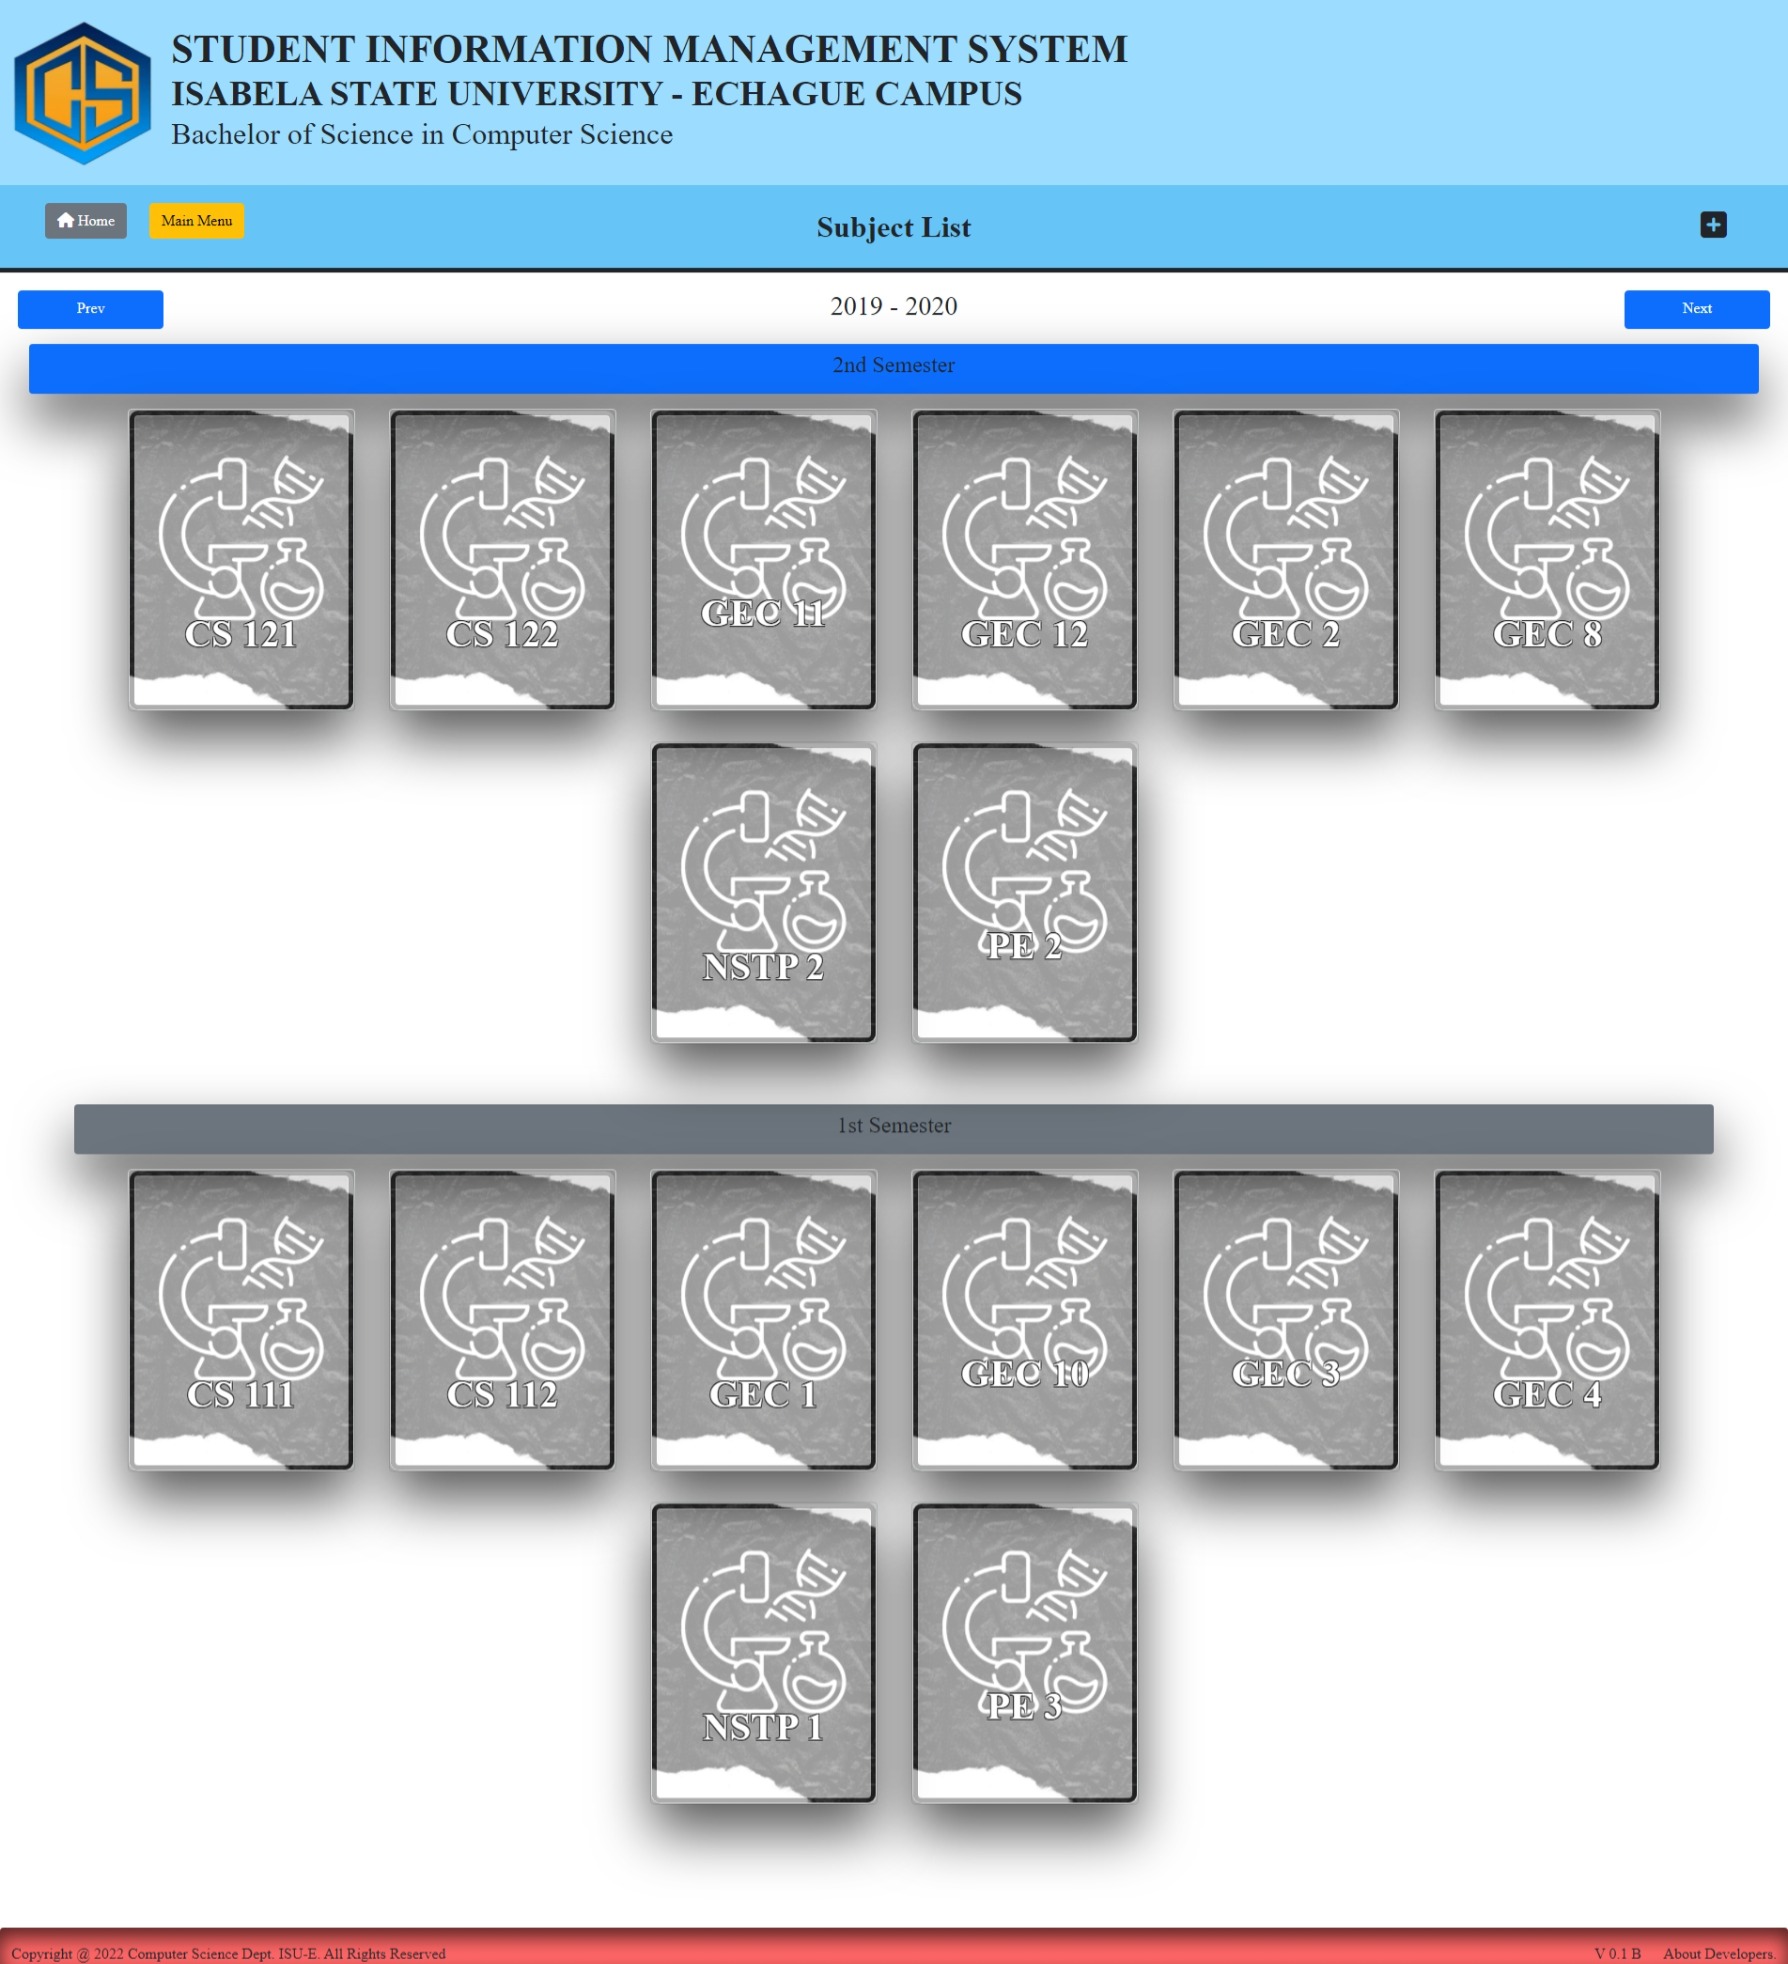 CS
STUDENT INFORMATION MANAGEMENT SYSTEM
ISABELA STATE UNIVERSITY - ECHAGUE CAMPUS
Bachelor of Science in Computer Science
Home
Main Menu
Subject List
Prev
2019 - 2020
Next
2nd Semester
CS 121
CS 122
GEC 11
GEC 12
GEC 2
GEC 8
NSTP 2
PE 2
1st Semester
CS 111
CS 112
GEC 1
GEC 10
GEC 3
GEC 4
NSTP 1
PE 3
Copyright @ 2022 Computer Science Dept. ISU-E. All Rights Reserved
V 0.1 B
About Developers.